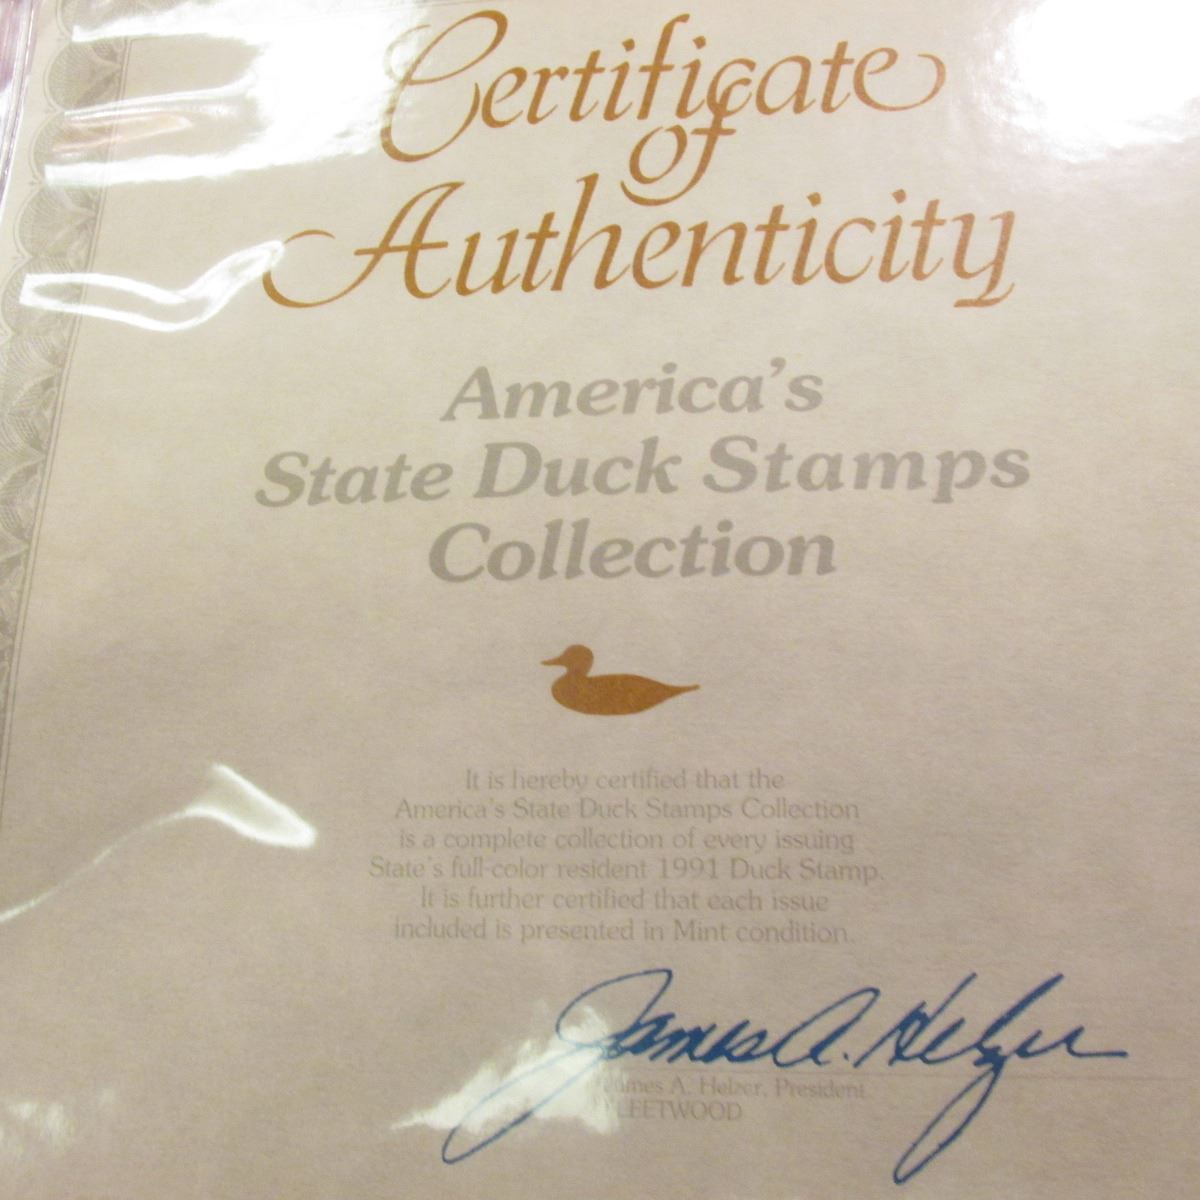 Certificate
of
Authenticity
America's
State Duck Stamps
Collection
It is hereby certified that the
America's State Duck Stamps Collection
is a complete collection of every issuing
State's full-color resident 1991 Duck Stamp.
It is further certified that each issue
included is presented in Mint condition.
James A. Helzer
James A. Helzer, President
FLEETWOOD